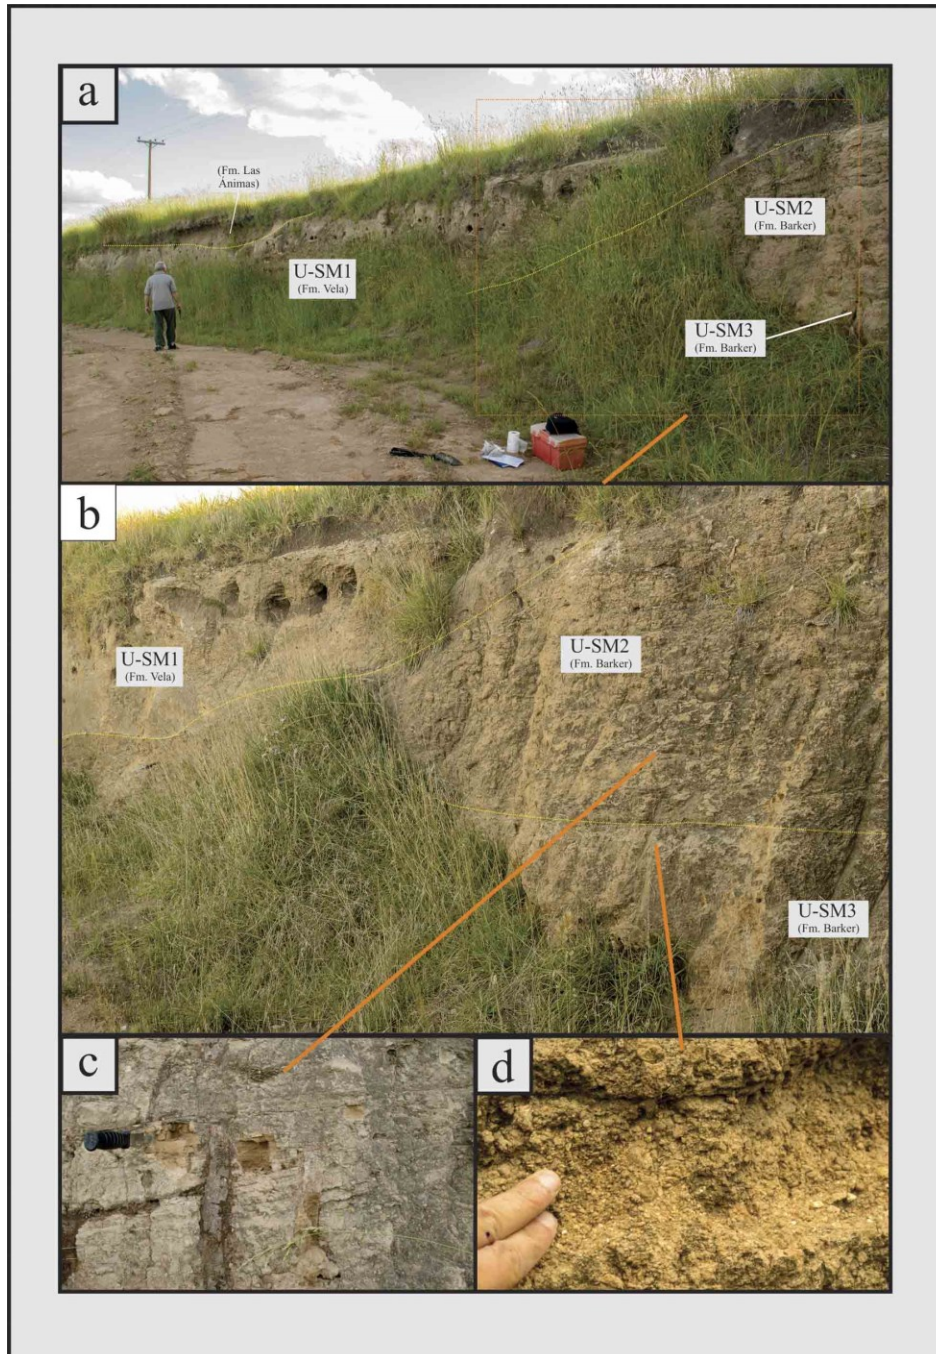 a
(Fm. Las
Ánimas)
U-SM1
(Fm. Vela)
U-SM2
(Fm. Barker)
U-SM3
(Fm. Barker)
b
U-SM1
(Fm. Vela)
U-SM2
(Fm. Barker)
U-SM3
(Fm. Barker)
c
d